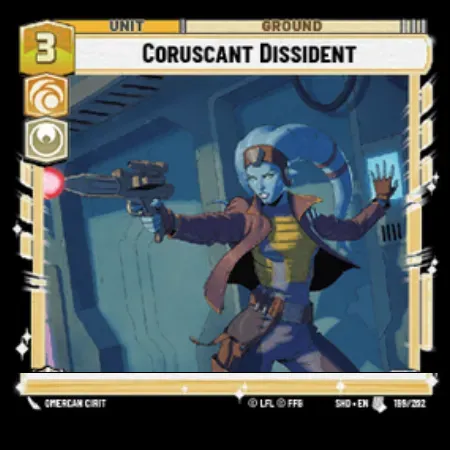 UNIT GROUND
3 CORUSCANT DISSIDENT
OMERCAN CIRIT © LFL © FFG SHD • EN 199/262